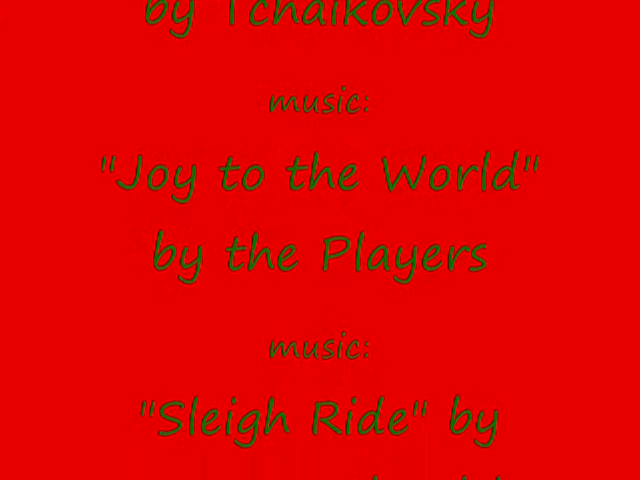 by Tchaikovsky
music:
"Joy to the World"
by the Players
music:
"Sleigh Ride" by